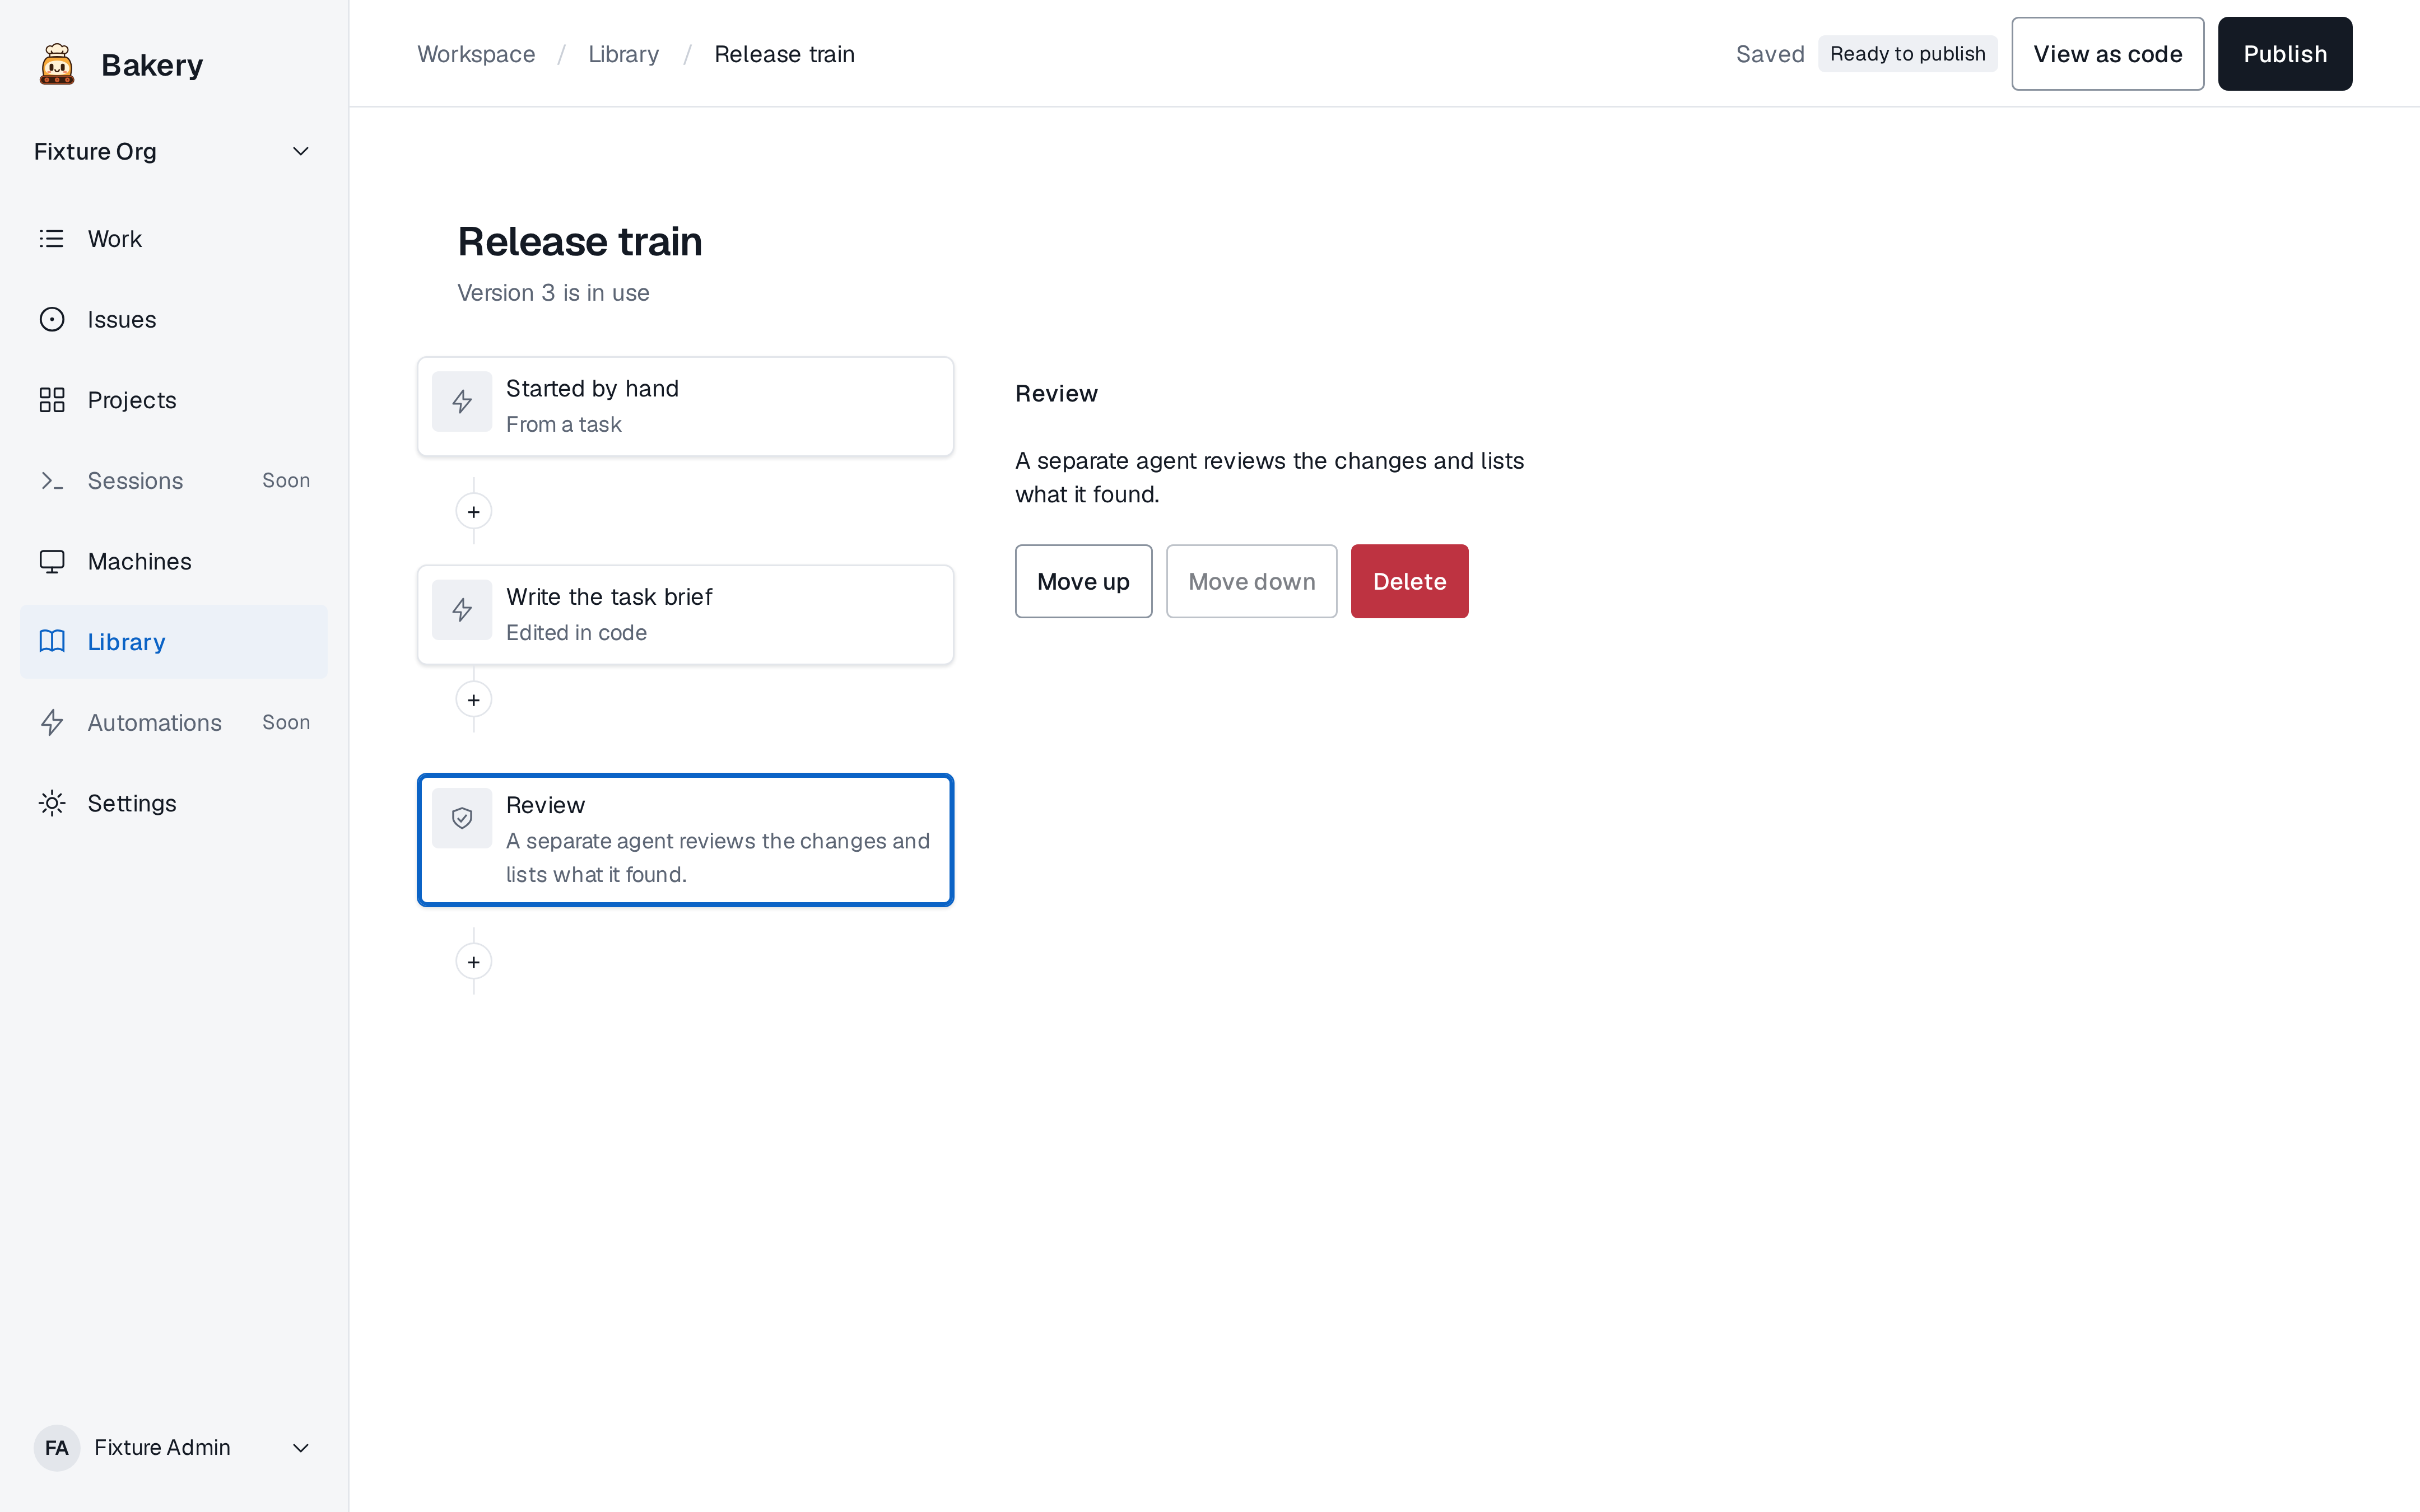 Bakery
Fixture Org
Work
Issues
Projects
Sessions Soon
Machines
Library
Automations Soon
Settings
FA Fixture Admin
Workspace / Library / Release train
Saved Ready to publish View as code Publish
Release train
Version 3 is in use
Started by hand
From a task
+
Write the task brief
Edited in code
+
Review
A separate agent reviews the changes and
lists what it found.
+
Review
A separate agent reviews the changes and lists
what it found.
Move up Move down Delete